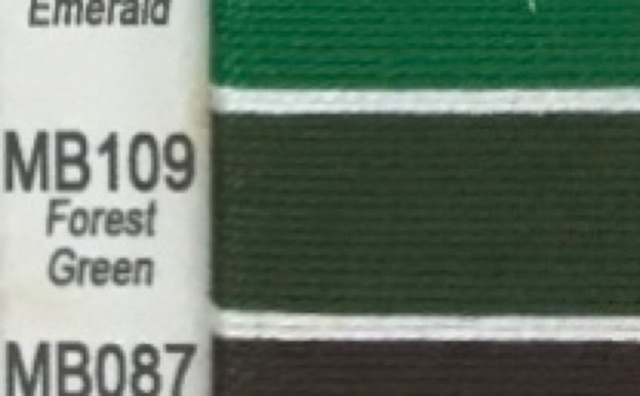 Emerald
MB109
Forest
Green
MB087